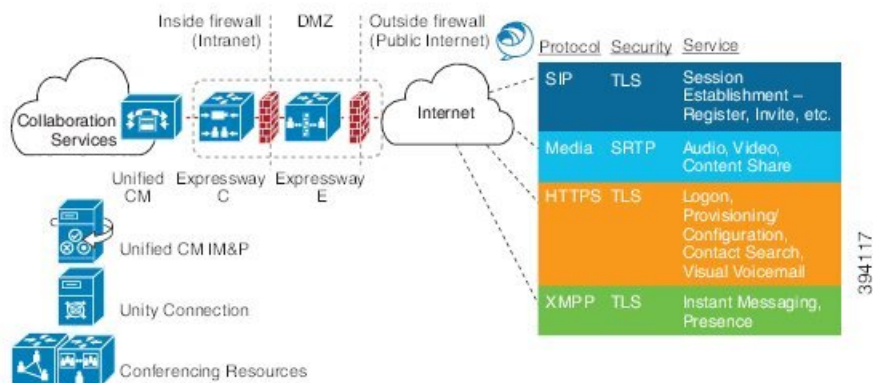 Inside firewall
(Intranet)
DMZ
Outside firewall
(Public Internet)
Collaboration
Services
Unified
CM
Expressway
C
Expressway
E
Internet
Unified CM IM&P
Unity Connection
Conferencing Resources
Protocol Security Service
SIP TLS Session
Establishment –
Register, Invite, etc.
Media SRTP Audio, Video,
Content Share
HTTPS TLS Logon,
Provisioning/
Configuration,
Contact Search,
Visual Voicemail
XMPP TLS Instant Messaging,
Presence
394117